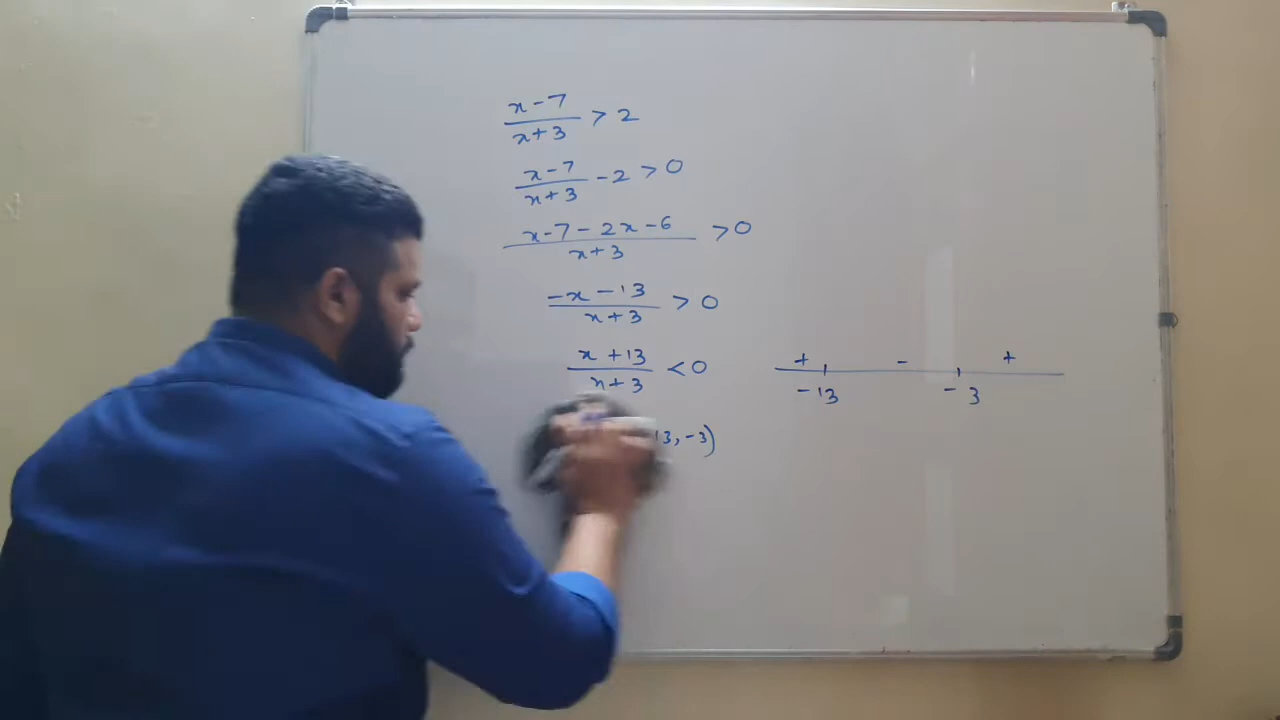 x-7/x+3 > 2
x-7/x+3 - 2 > 0
x-7-2x-6/x+3 > 0
-x-13/x+3 > 0
x+13/x+3 < 0
+ - +
-13 -3
13, -3)